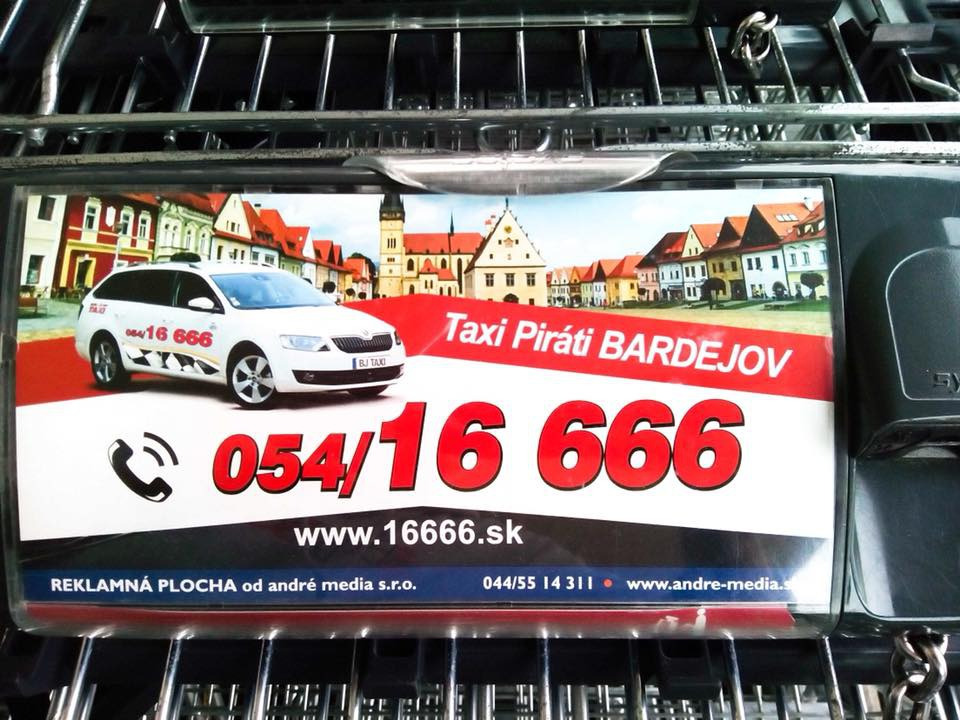 Taxi Piráti BARDEJOV
TAXI
054/16 666
BJ TAXI
054/16 666
www.16666.sk
REKLAMNÁ PLOCHA od andré media s.r.o. 044/55 14 311 • www.andre-media.s